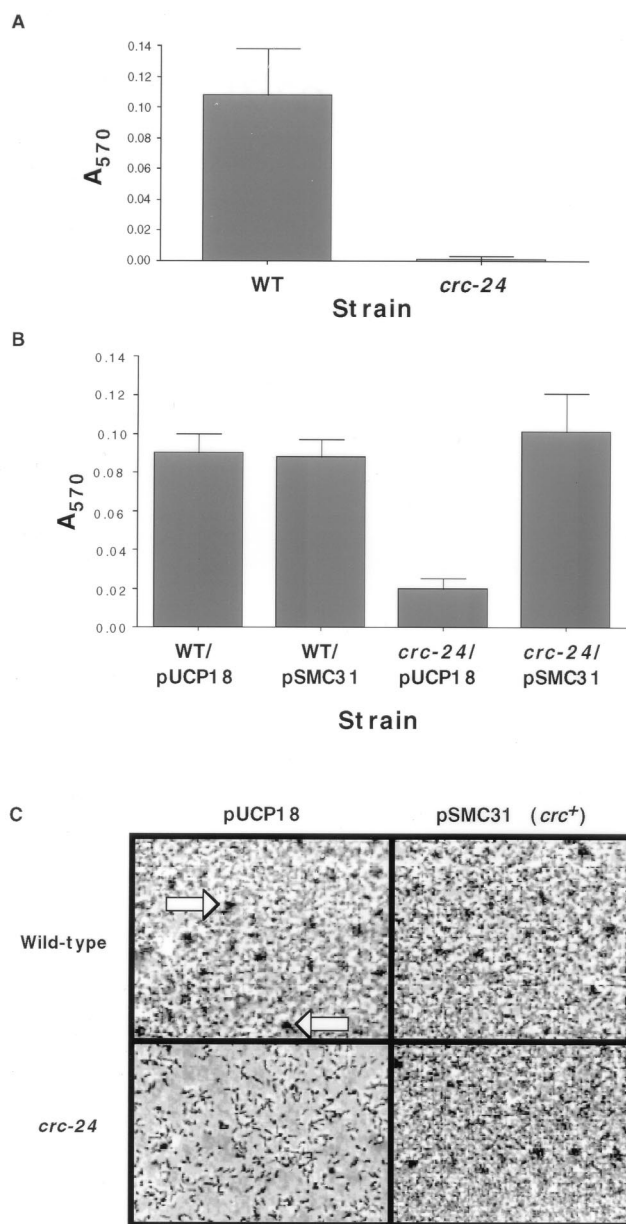 A
0.14
0.12
0.10
0.08
0.06
0.04
0.02
0.00
A570
WT crc-24
Strain
B
0.14
0.12
0.10
0.08
0.06
0.04
0.02
0.00
A570
WT/ WT/ crc-24/ crc-24/
pUCP18 pSMC31 pUCP18 pSMC31
Strain
C
pUCP18 pSMC31 (crc+)
Wild-type
crc-24